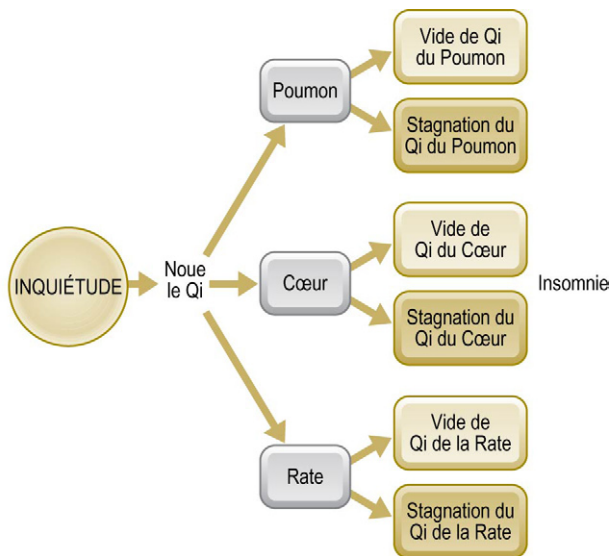 INQUIÉTUDE
Noue
le Qi
Poumon
Vide de Qi
du Poumon
Stagnation du
Qi du Poumon
Cœur
Vide de
Qi du Cœur
Stagnation du
Qi du Cœur
Insomnie
Rate
Vide de
Qi de la Rate
Stagnation du
Qi de la Rate